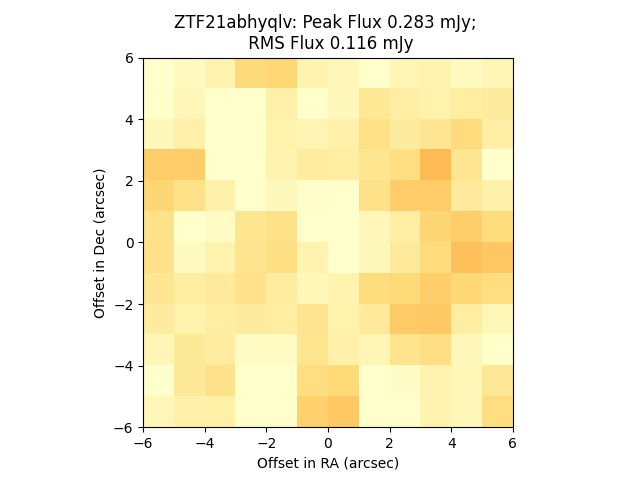 ZTF21abhyqlv: Peak Flux 0.283 mJy;
RMS Flux 0.116 mJy
6
4
2
0
−2
−4
−6
Offset in Dec (arcsec)
−6 −4 −2 0 2 4 6
Offset in RA (arcsec)